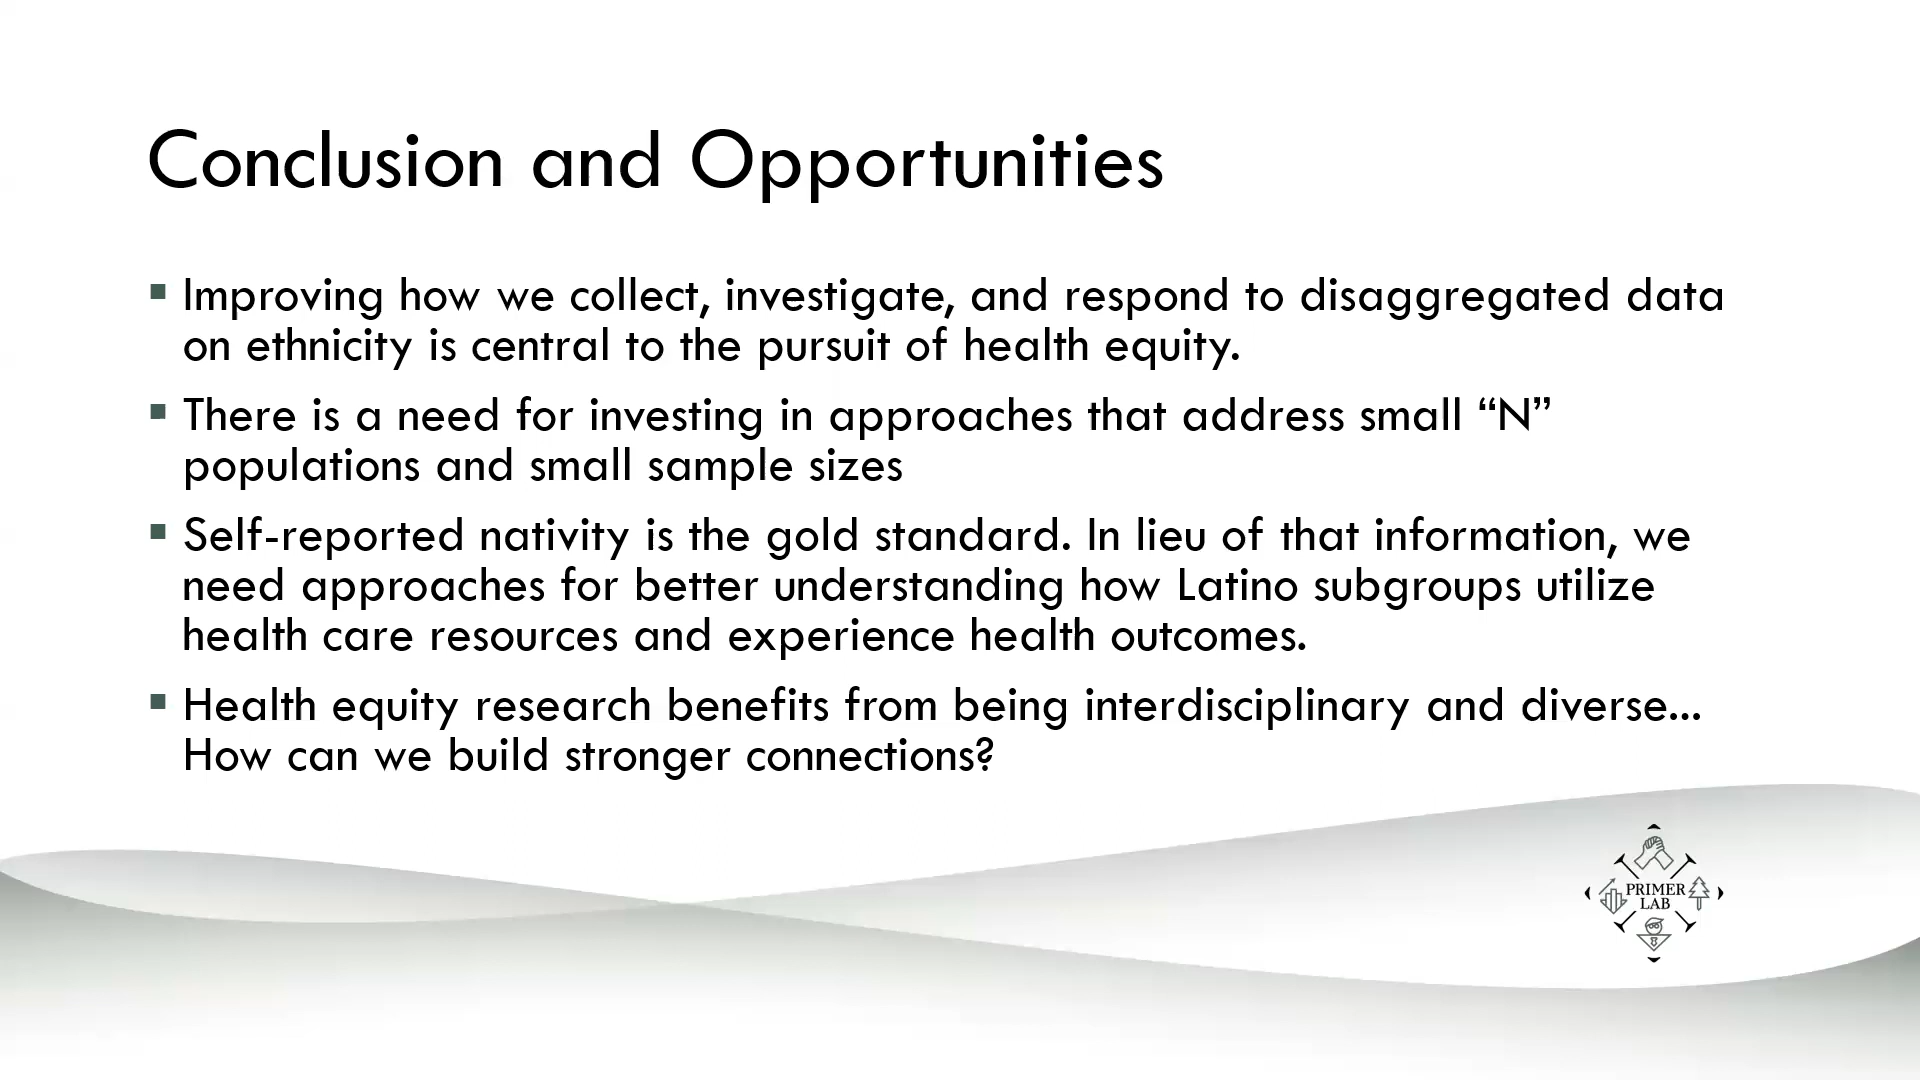 Conclusion and Opportunities
▪ Improving how we collect, investigate, and respond to disaggregated data
on ethnicity is central to the pursuit of health equity.
▪ There is a need for investing in approaches that address small “N”
populations and small sample sizes
▪ Self-reported nativity is the gold standard. In lieu of that information, we
need approaches for better understanding how Latino subgroups utilize
health care resources and experience health outcomes.
▪ Health equity research benefits from being interdisciplinary and diverse...
How can we build stronger connections?
PRIMER
LAB